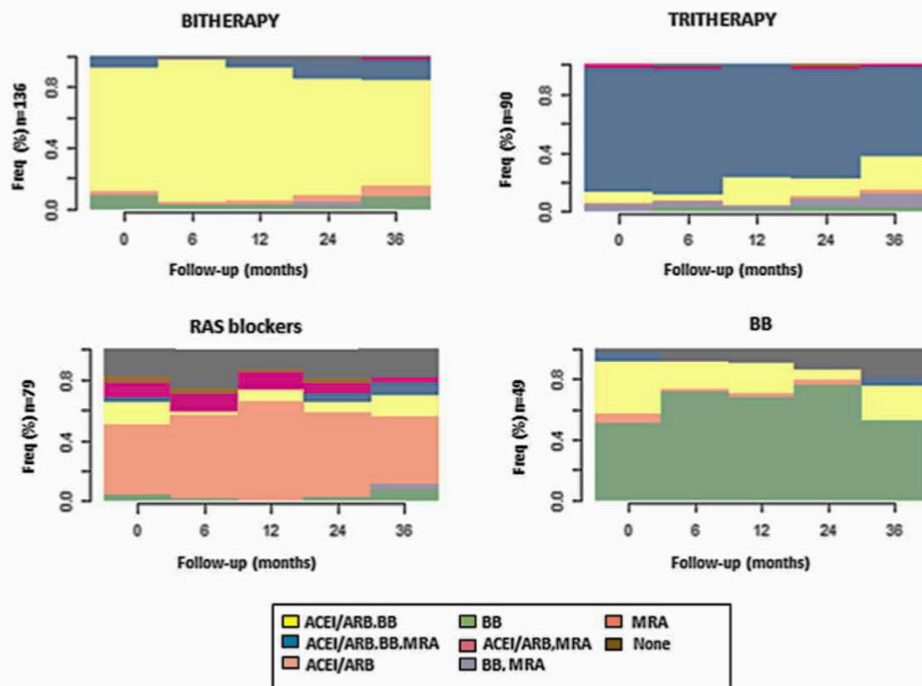 BITHERAPY
Freq (%) n=136
0.0 0.4 0.8
0 6 12 24 36
Follow-up (months)
TRITHERAPY
Freq (%) n=90
0.0 0.4 0.8
0 6 12 24 36
Follow-up (months)
RAS blockers
Freq (%) n=79
0.0 0.4 0.8
0 6 12 24 36
Follow-up (months)
BB
Freq (%) n=49
0.0 0.4 0.8
0 6 12 24 36
Follow-up (months)
ACEI/ARB.BB BB MRA
ACEI/ARB.BB.MRA ACEI/ARB,MRA None
ACEI/ARB BB, MRA